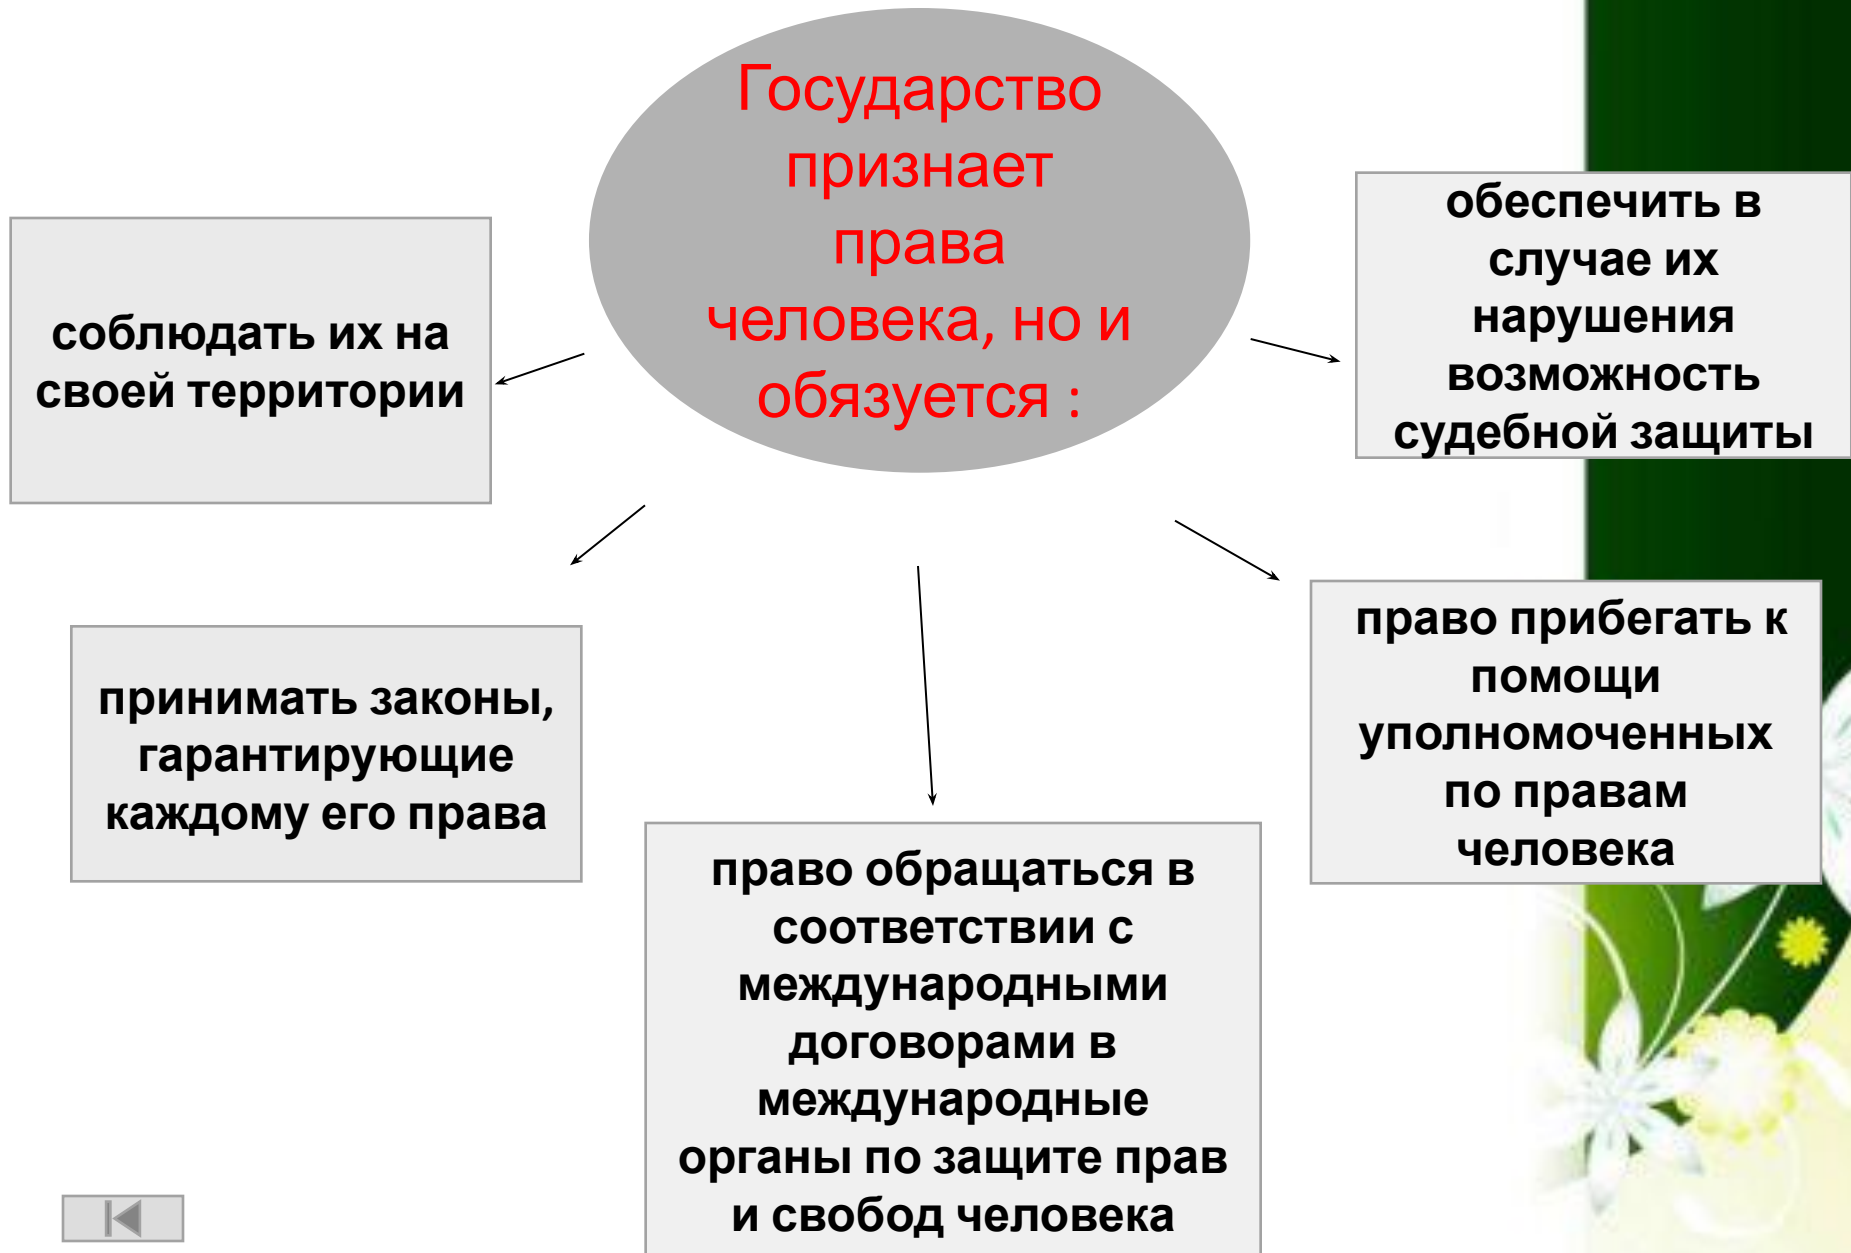 Государство
признает
права
человека, но и
обязуется :
соблюдать их на
своей территории
обеспечить в
случае их
нарушения
возможность
судебной защиты
принимать законы,
гарантирующие
каждому его права
право обращаться в
соответствии с
международными
договорами в
международные
органы по защите прав
и свобод человека
право прибегать к
помощи
уполномоченных
по правам
человека